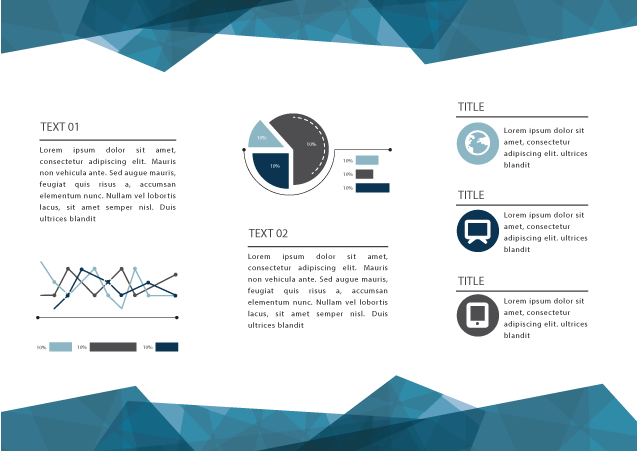 TEXT 01
Lorem ipsum dolor sit amet,
consectetur adipiscing elit. Mauris
non vehicula ante. Sed augue mauris,
feugiat quis risus a, accumsan
elementum nunc. Nullam vel lobortis
lacus, sit amet semper nisl. Duis
ultrices blandit
10%
10%
10%
10%
10%
10%
10%
10%
10%
TEXT 02
Lorem ipsum dolor sit amet,
consectetur adipiscing elit. Mauris
non vehicula ante. Sed augue mauris,
feugiat quis risus a, accumsan
elementum nunc. Nullam vel lobortis
lacus, sit amet semper nisl. Duis
ultrices blandit
TITLE
Lorem ipsum dolor sit
amet, consectetur
adipiscing elit. ultrices
blandit
TITLE
Lorem ipsum dolor sit
amet, consectetur
adipiscing elit. ultrices
blandit
TITLE
Lorem ipsum dolor sit
amet, consectetur
adipiscing elit. ultrices
blandit